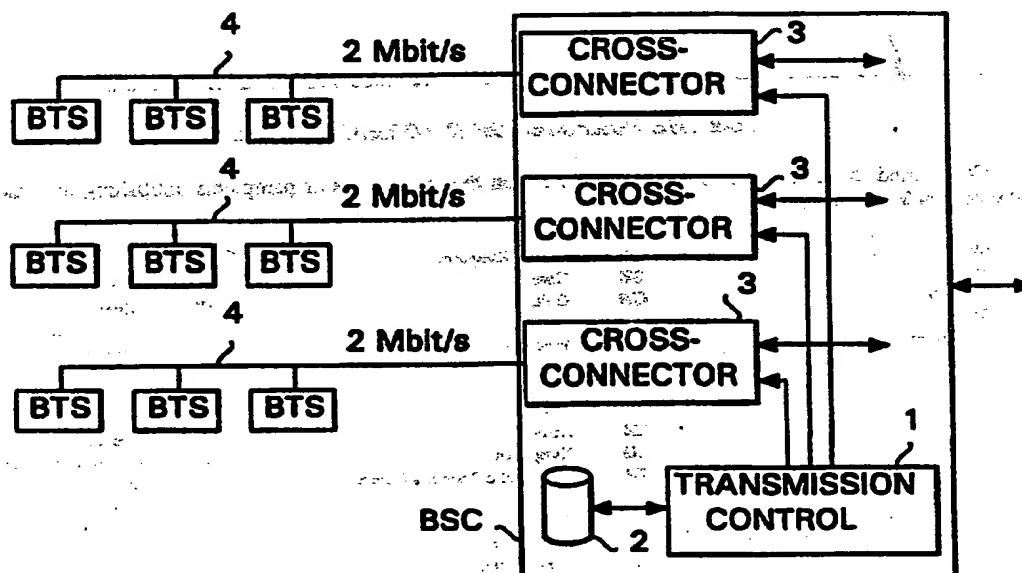 4
2 Mbit/s
CROSS-
CONNECTOR
3
BTS BTS BTS
4
2 Mbit/s
CROSS-
CONNECTOR
3
BTS BTS BTS
4
2 Mbit/s
CROSS-
CONNECTOR
3
BTS BTS BTS
1
TRANSMISSION
CONTROL
BSC
2